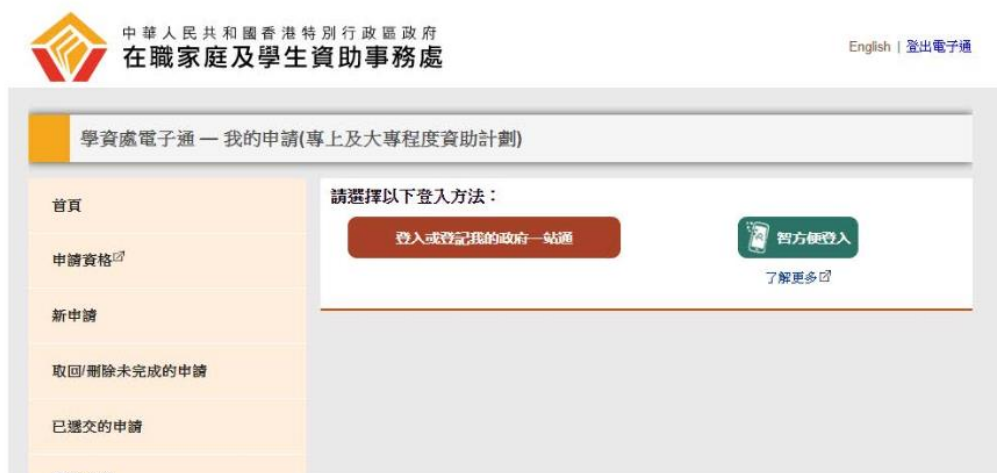 中華人民共和國香港特別行政區政府
在職家庭及學生資助事務處
English | 登出電子通
學資處電子通 — 我的申請(專上及大專程度資助計劃)
首頁
申請資格
新申請
取回/刪除未完成的申請
已遞交的申請
請選擇以下登入方法：
登入或登記我的政府一站通
智方便登入
了解更多